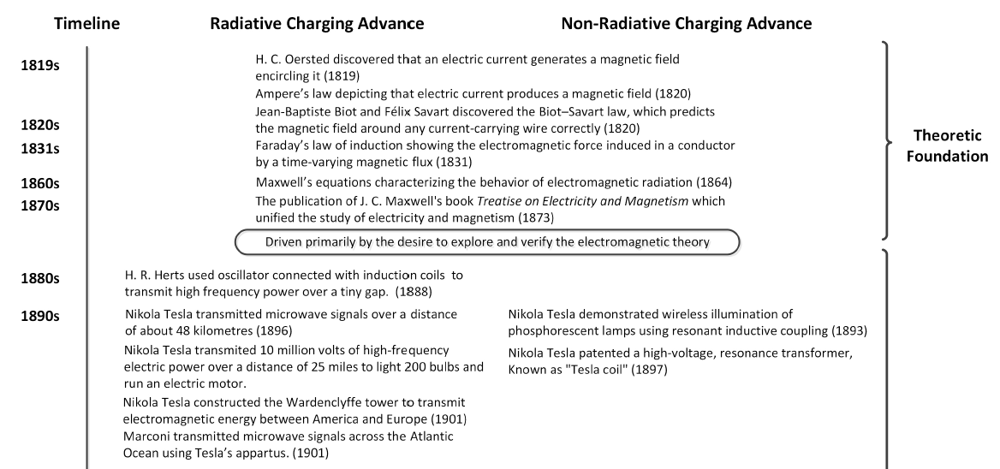 Timeline
Radiative Charging Advance
Non-Radiative Charging Advance
1819s
H. C. Oersted discovered that an electric current generates a magnetic field
encircling it (1819)
Ampere's law depicting that electric current produces a magnetic field (1820)
1820s
Jean-Baptiste Biot and Félix Savart discovered the Biot–Savart law, which predicts
the magnetic field around any current-carrying wire correctly (1820)
1831s
Faraday's law of induction showing the electromagnetic force induced in a conductor
by a time-varying magnetic flux (1831)
Theoretic
Foundation
1860s
Maxwell's equations characterizing the behavior of electromagnetic radiation (1864)
1870s
The publication of J. C. Maxwell's book Treatise on Electricity and Magnetism which
unified the study of electricity and magnetism (1873)
Driven primarily by the desire to explore and verify the electromagnetic theory
1880s
H. R. Herts used oscillator connected with induction coils to
transmit high frequency power over a tiny gap. (1888)
1890s
Nikola Tesla transmitted microwave signals over a distance
of about 48 kilometres (1896)
Nikola Tesla transmited 10 million volts of high-frequency
electric power over a distance of 25 miles to light 200 bulbs and
run an electric motor.
Nikola Tesla constructed the Wardenclyffe tower to transmit
electromagnetic energy between America and Europe (1901)
Marconi transmitted microwave signals across the Atlantic
Ocean using Tesla's appartus. (1901)
Nikola Tesla demonstrated wireless illumination of
phosphorescent lamps using resonant inductive coupling (1893)
Nikola Tesla patented a high-voltage, resonance transformer,
Known as "Tesla coil" (1897)